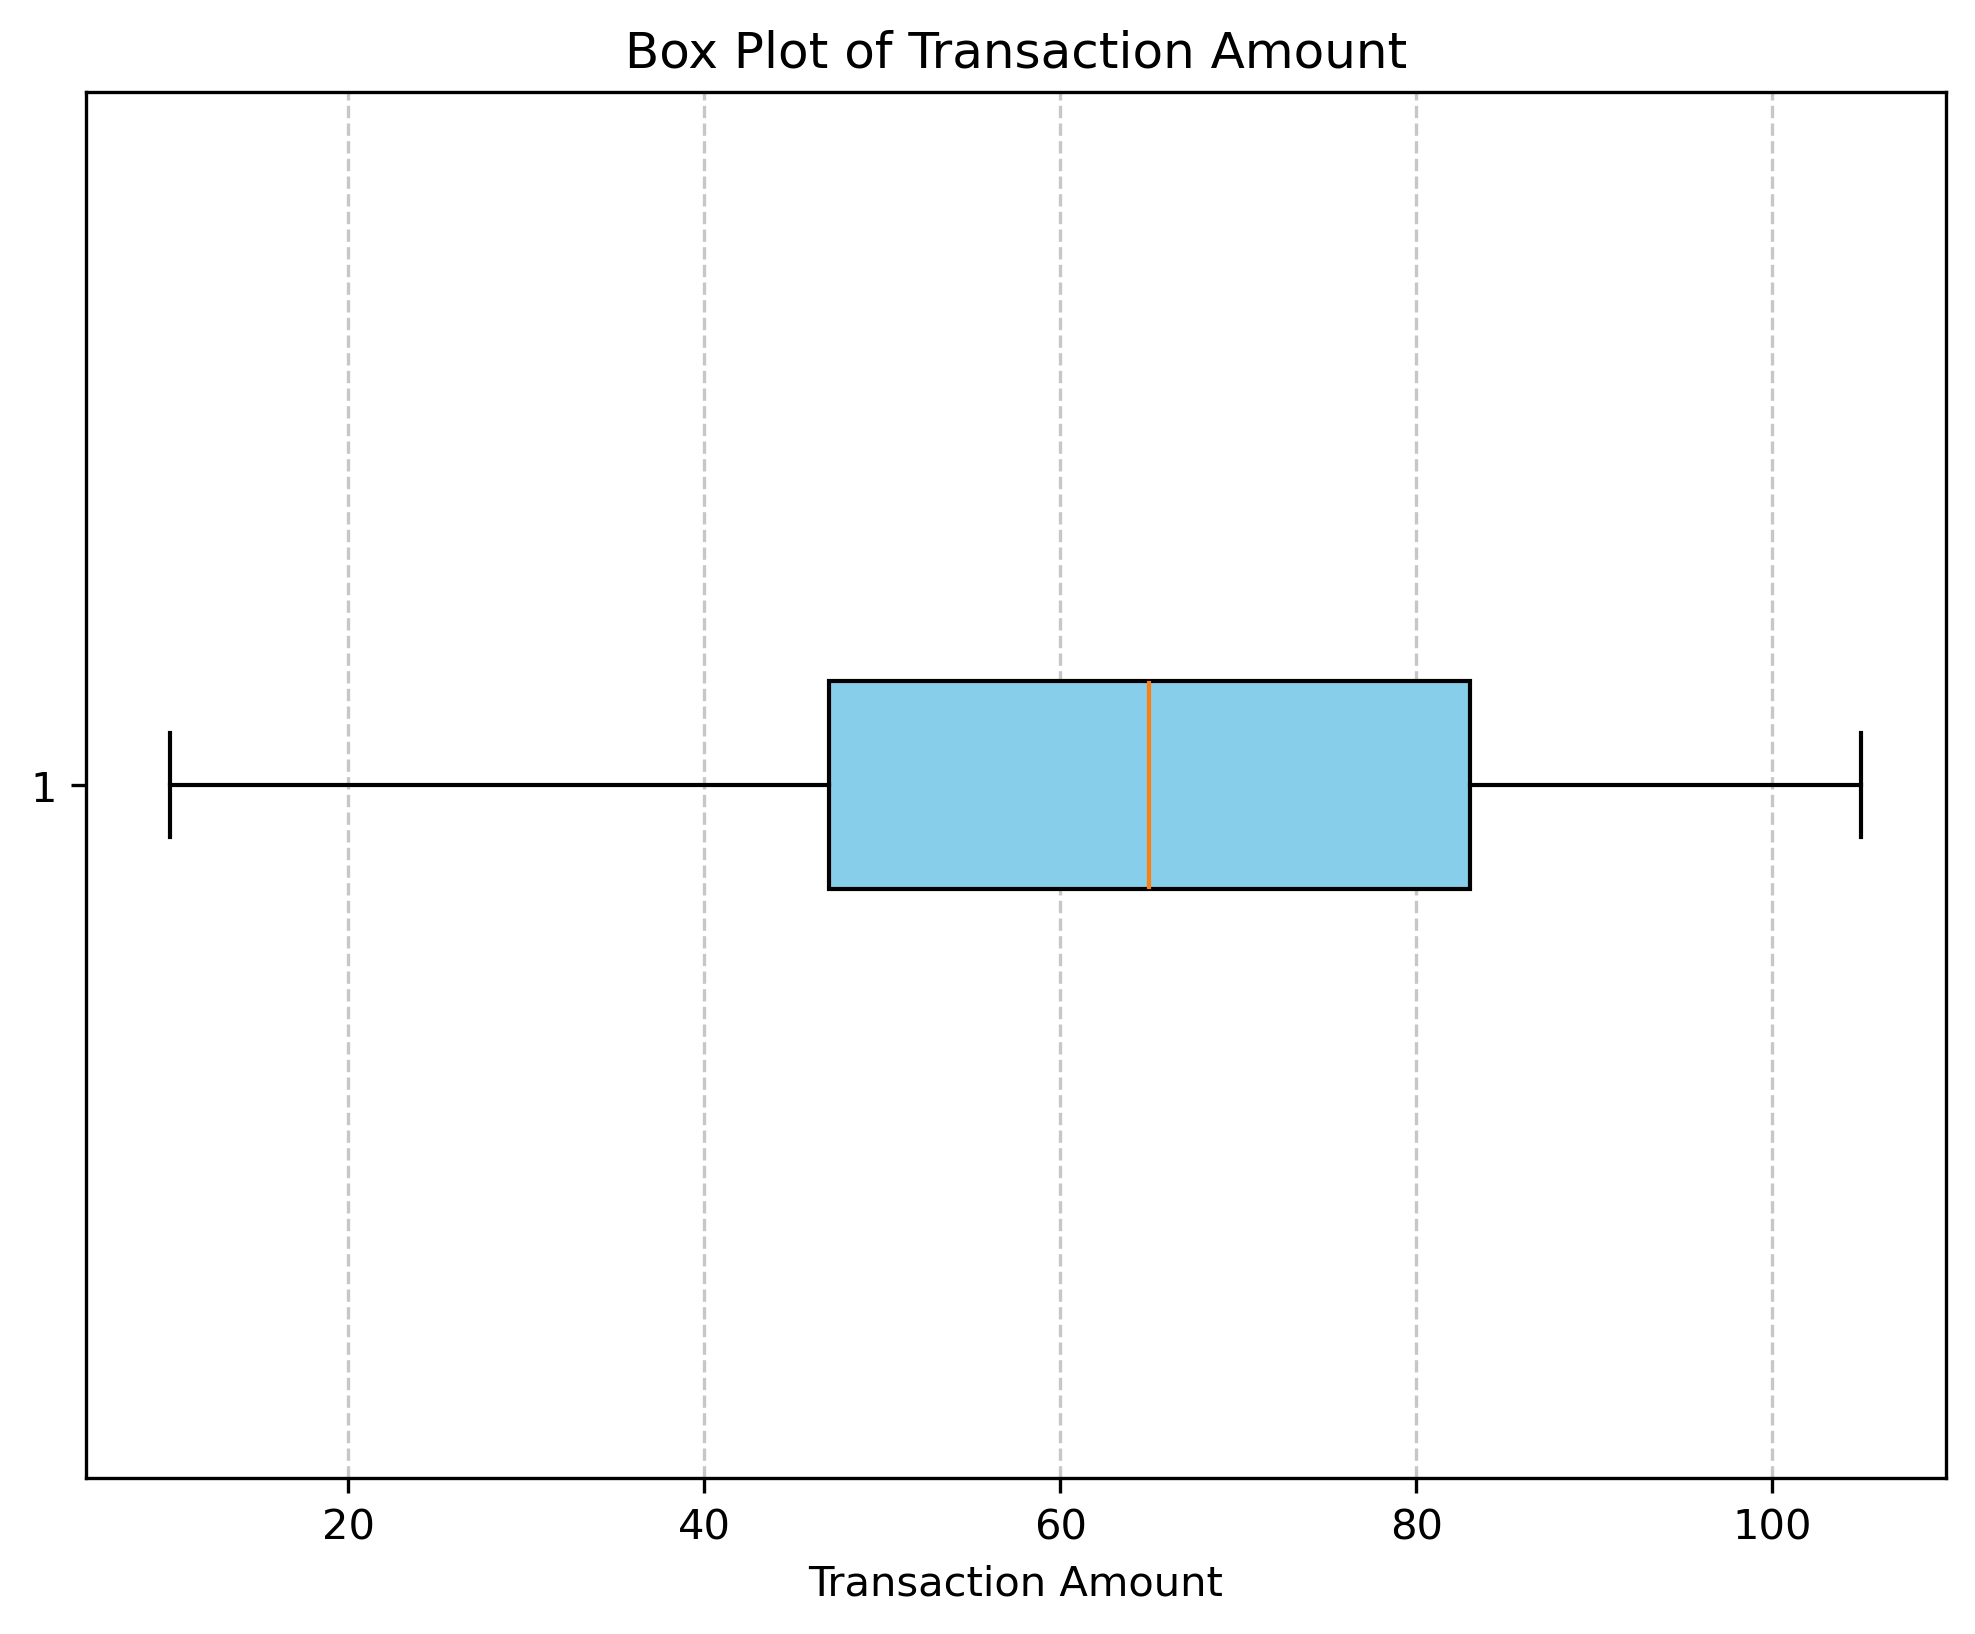 Box Plot of Transaction Amount
1
20 40 60 80 100
Transaction Amount